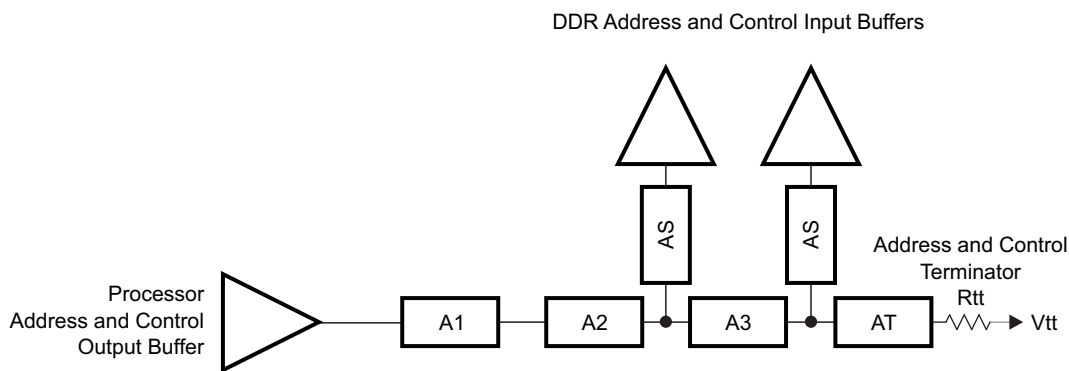 DDR Address and Control Input Buffers
AS
AS
Address and Control
Terminator
Rtt
Processor
Address and Control
Output Buffer
A1
A2
A3
AT
Vtt